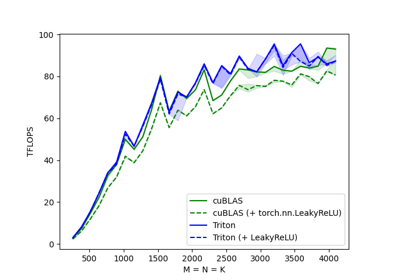 100
80
60
40
20
0
TFLOPS
cuBLAS
cuBLAS (+ torch.nn.LeakyReLU)
Triton
Triton (+ LeakyReLU)
500 1000 1500 2000 2500 3000 3500 4000
M = N = K